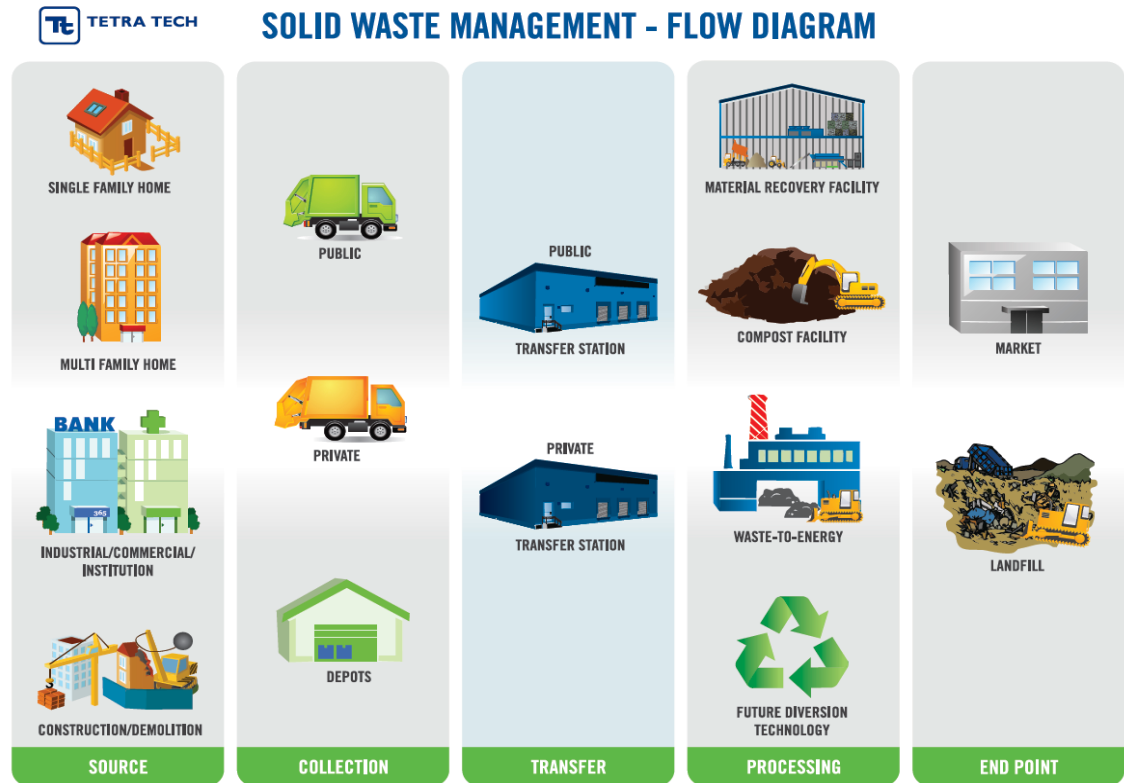 Tt TETRA TECH
SOLID WASTE MANAGEMENT - FLOW DIAGRAM
SINGLE FAMILY HOME
MULTI FAMILY HOME
BANK
365
INDUSTRIAL/COMMERCIAL/
INSTITUTION
CONSTRUCTION/DEMOLITION
SOURCE
PUBLIC
PRIVATE
DEPOTS
COLLECTION
PUBLIC
TRANSFER STATION
PRIVATE
TRANSFER STATION
TRANSFER
MATERIAL RECOVERY FACILITY
COMPOST FACILITY
WASTE-TO-ENERGY
FUTURE DIVERSION
TECHNOLOGY
PROCESSING
MARKET
LANDFILL
END POINT